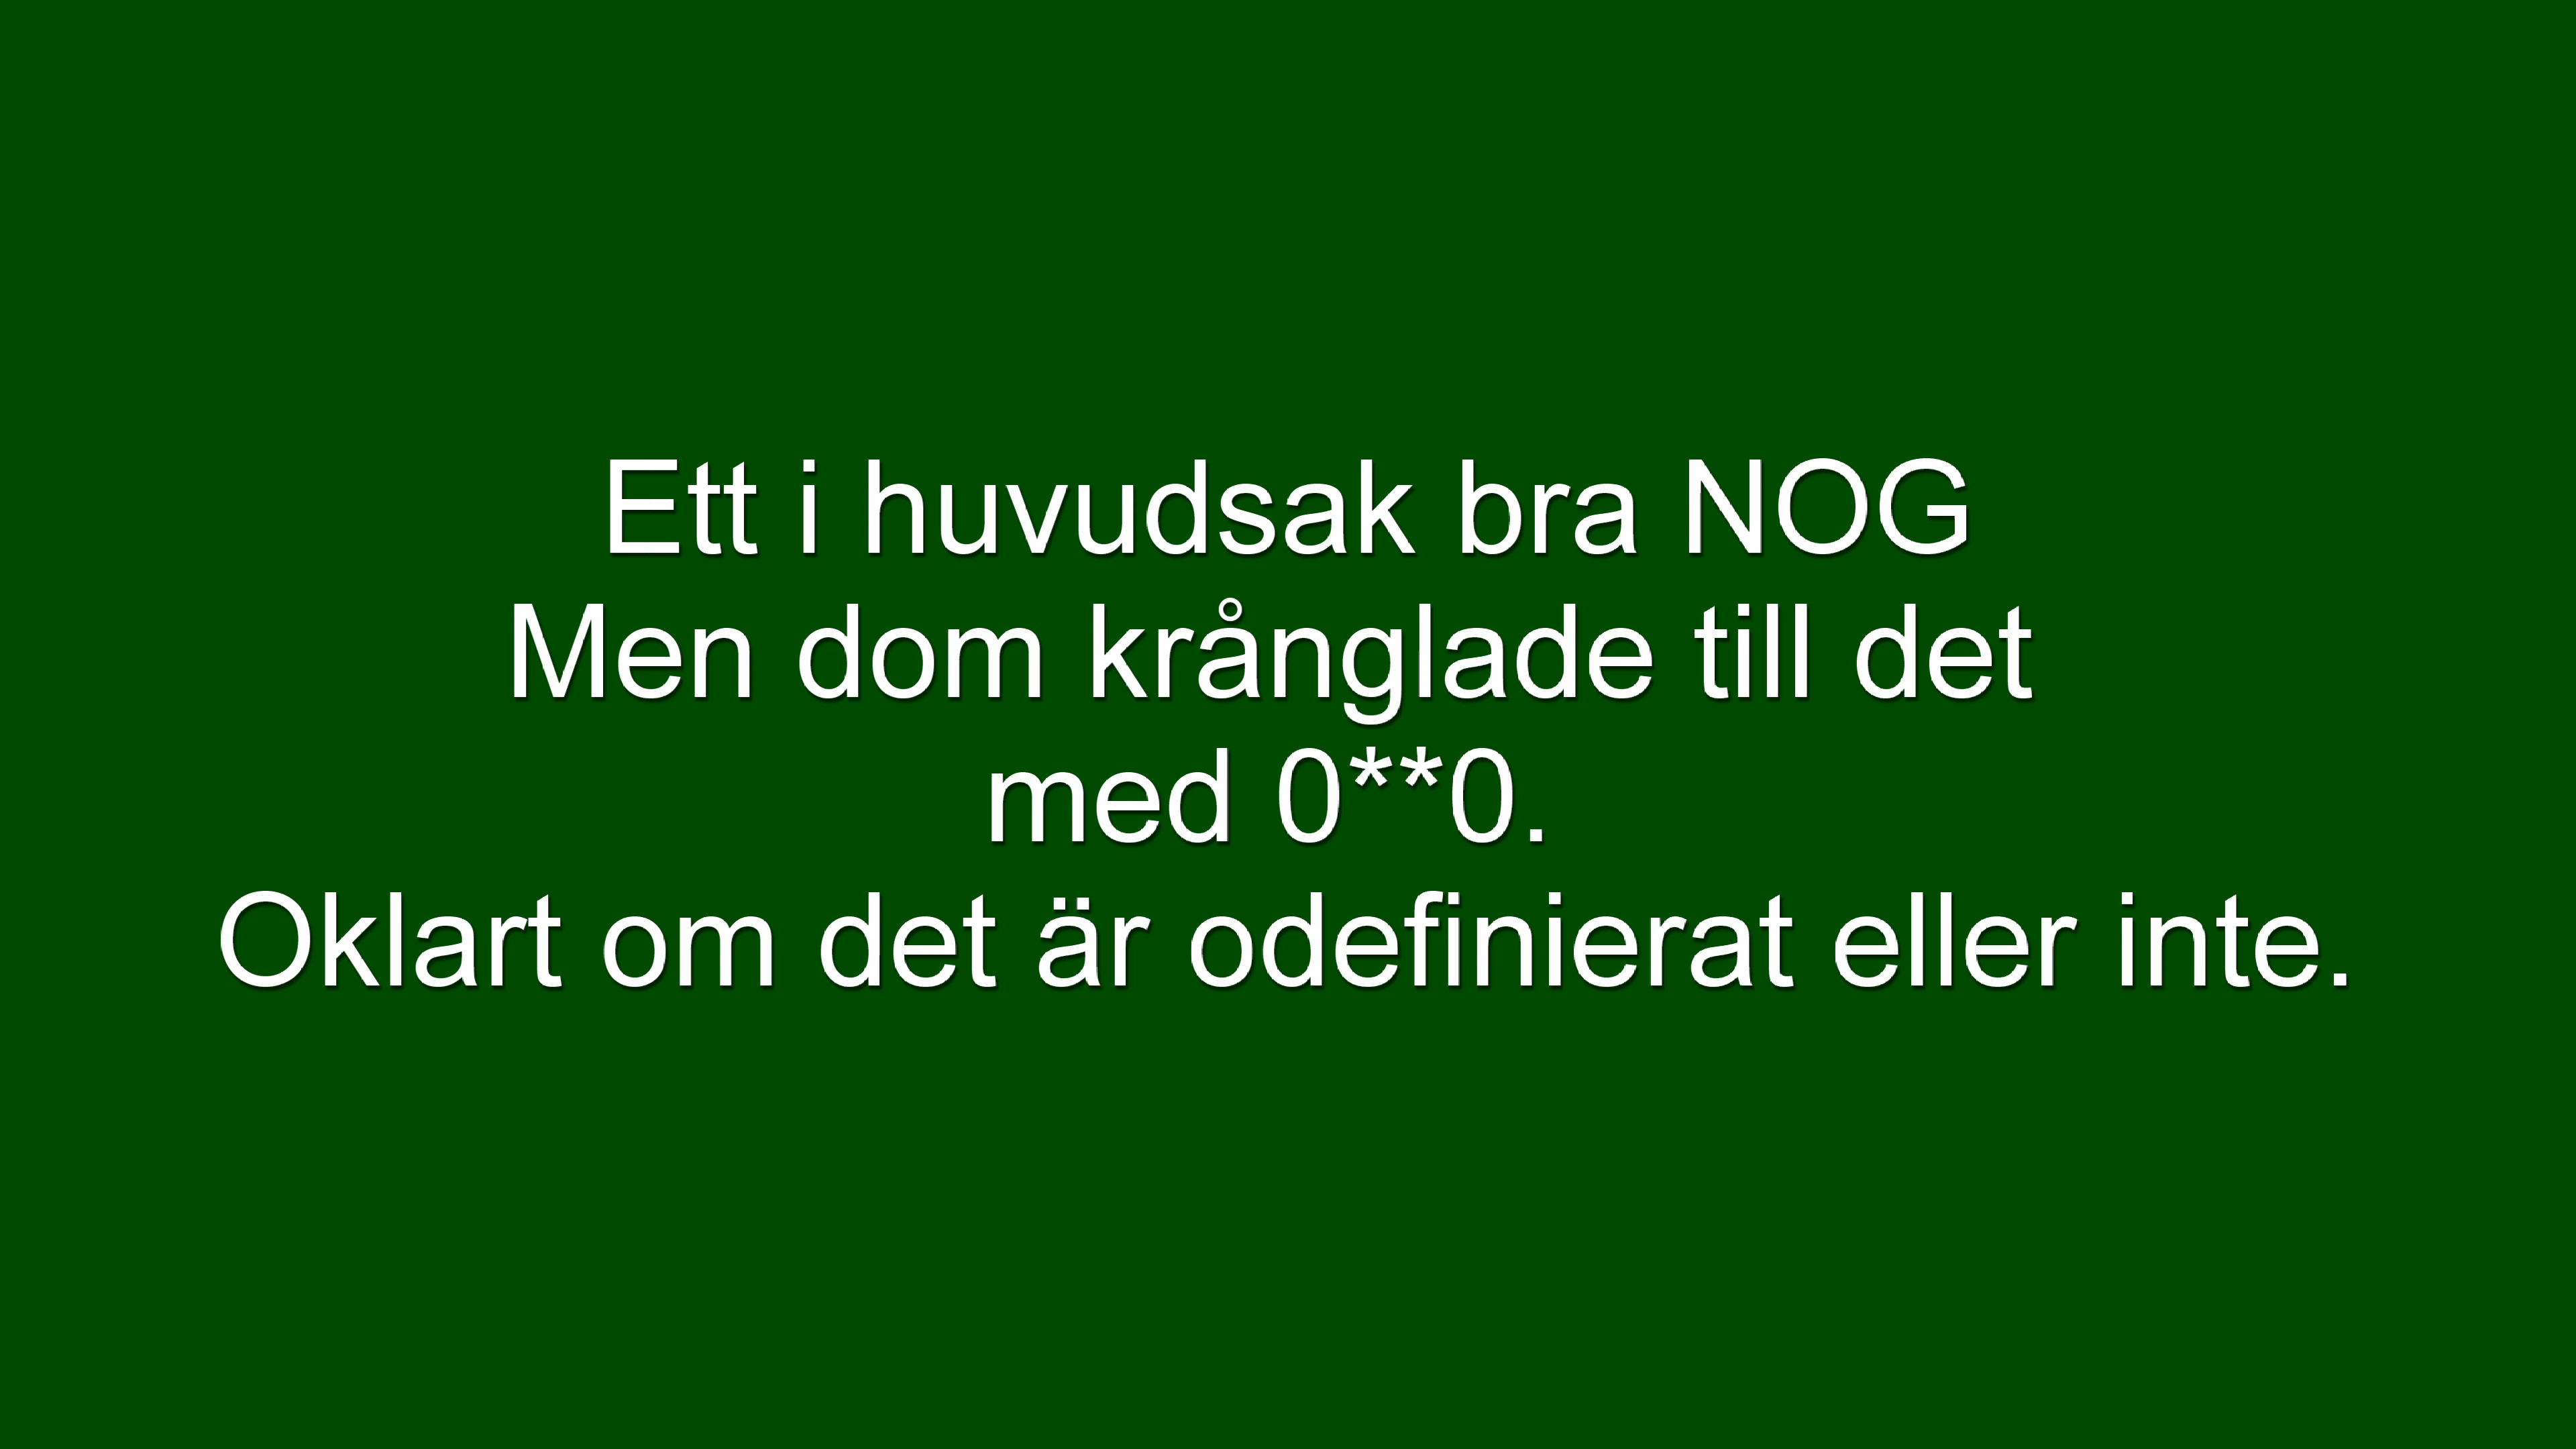 Ett i huvudsak bra NOG
Men dom krånglade till det
med 0**0.
Oklart om det är odefinierat eller inte.